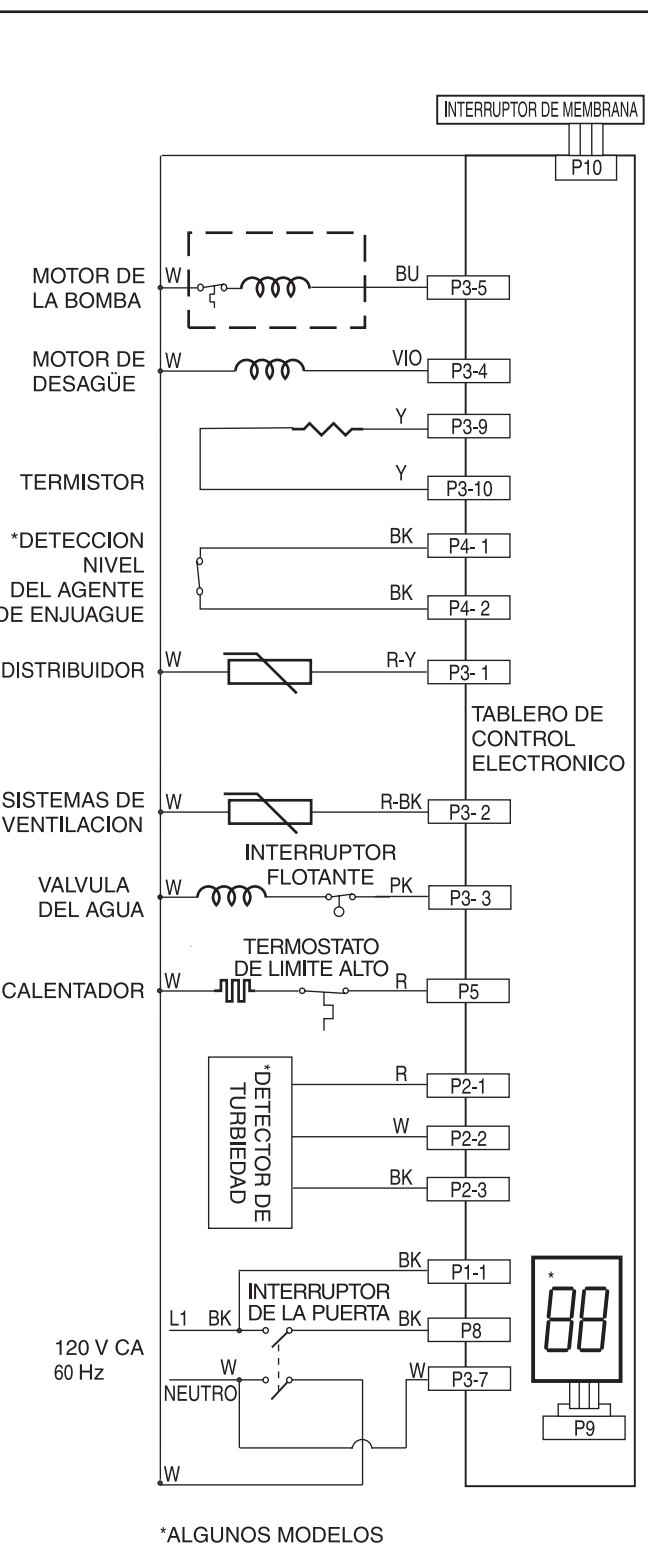 INTERRUPTOR DE MEMBRANA
P10
MOTOR DE
LA BOMBA
W
BU
P3-5
MOTOR DE
DESAGÜE
W
VIO
P3-4
Y
P3-9
TERMISTOR
Y
P3-10
*DETECCION
NIVEL
DEL AGENTE
DE ENJUAGUE
BK
P4- 1
BK
P4- 2
DISTRIBUIDOR
W
R-Y
P3- 1
TABLERO DE
CONTROL
ELECTRONICO
SISTEMAS DE
VENTILACION
W
R-BK
P3- 2
VALVULA
DEL AGUA
W
INTERRUPTOR
FLOTANTE
PK
P3- 3
CALENTADOR
W
TERMOSTATO
DE LIMITE ALTO
R
P5
*DETECTOR DE
TURBIEDAD
R
P2-1
W
P2-2
BK
P2-3
BK
P1-1
INTERRUPTOR
DE LA PUERTA
L1
BK
BK
P8
120 V CA
60 Hz
W
NEUTRO
W
P3-7
W
*
88
P9
*ALGUNOS MODELOS